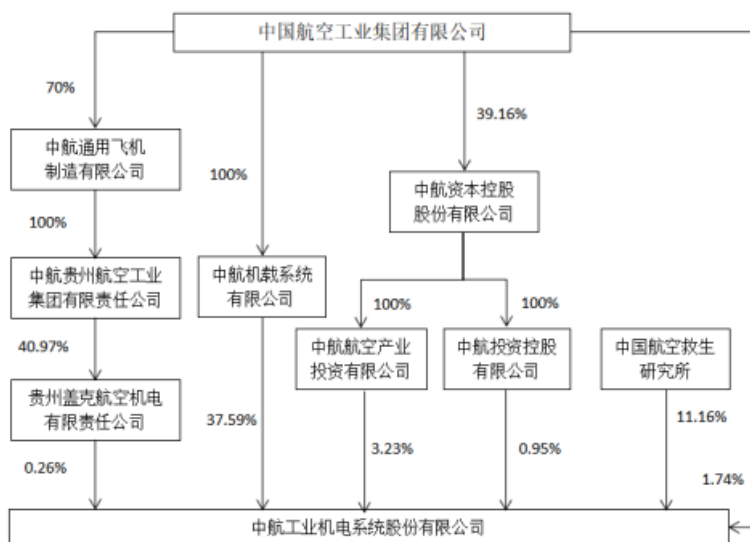 中国航空工业集团有限公司
70%
39.16%
中航通用飞机
制造有限公司
100%
中航资本控股
股份有限公司
100%
中航贵州航空工业
集团有限责任公司
中航机载系统
有限公司
100%
100%
40.97%
中航航空产业
投资有限公司
中航投资控股
有限公司
中国航空救生
研究所
贵州盖克航空机电
有限责任公司
37.59%
11.16%
0.26%
3.23%
0.95%
1.74%
中航工业机电系统股份有限公司